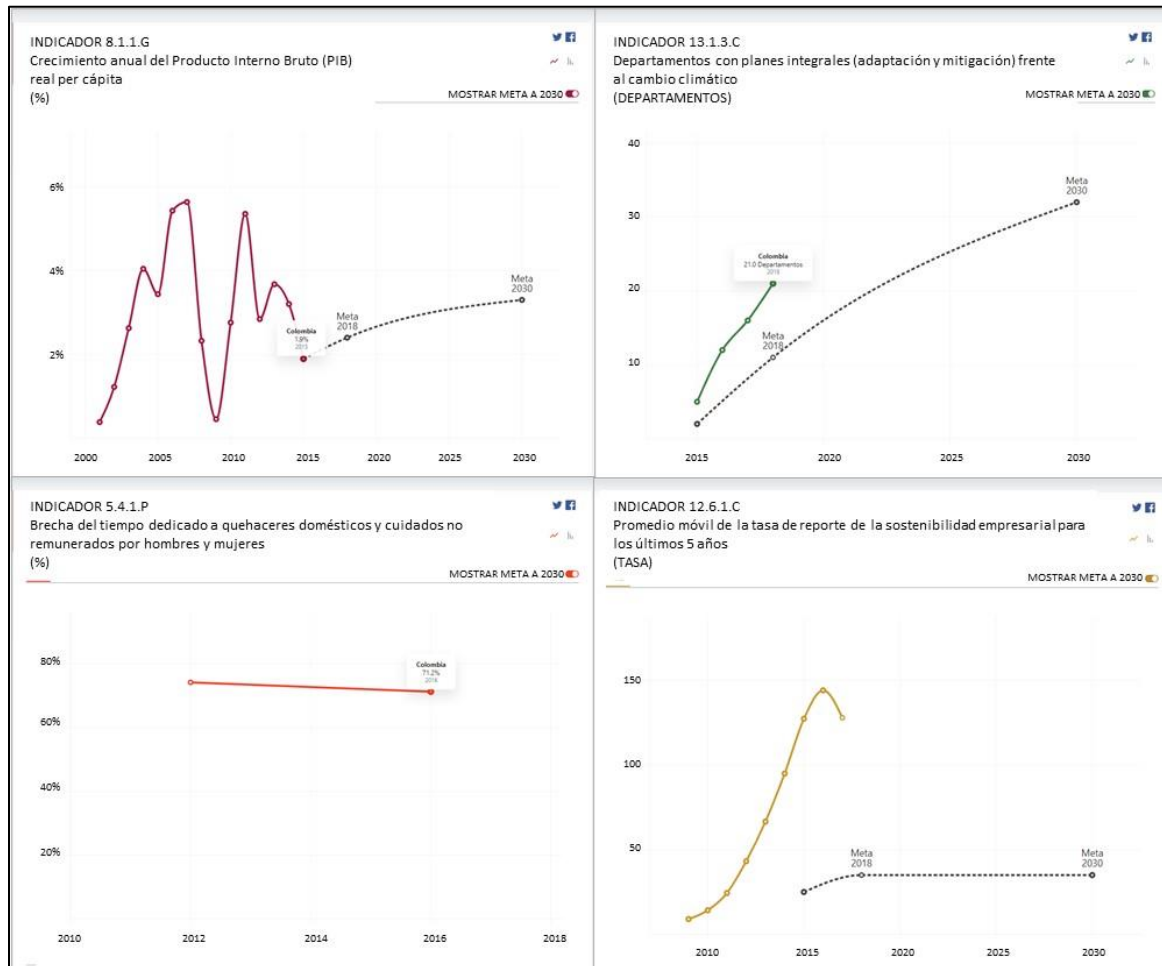 INDICADOR 8.1.1.G
Crecimiento anual del Producto Interno Bruto (PIB)
real per cápita
(%)
MOSTRAR META A 2030
6%
4%
2%
Meta
2030
Meta
2018
Colombia
1.9%
2015
2000
2005
2010
2015
2020
2025
2030
INDICADOR 13.1.3.C
Departamentos con planes integrales (adaptación y mitigación) frente
al cambio climático
(DEPARTAMENTOS)
MOSTRAR META A 2030
40
30
20
10
Meta
2030
Colombia
21.0 Departamentos
Meta
2018
2015
2020
2025
2030
INDICADOR 5.4.1.P
Brecha del tiempo dedicado a quehaceres domésticos y cuidados no
remunerados por hombres y mujeres
(%)
MOSTRAR META A 2030
80%
60%
40%
20%
Colombia
71.2%
2016
2010
2012
2014
2016
2018
INDICADOR 12.6.1.C
Promedio móvil de la tasa de reporte de la sostenibilidad empresarial para
los últimos 5 años
(TASA)
MOSTRAR META A 2030
150
100
50
Meta
2018
Meta
2030
2010
2015
2020
2025
2030